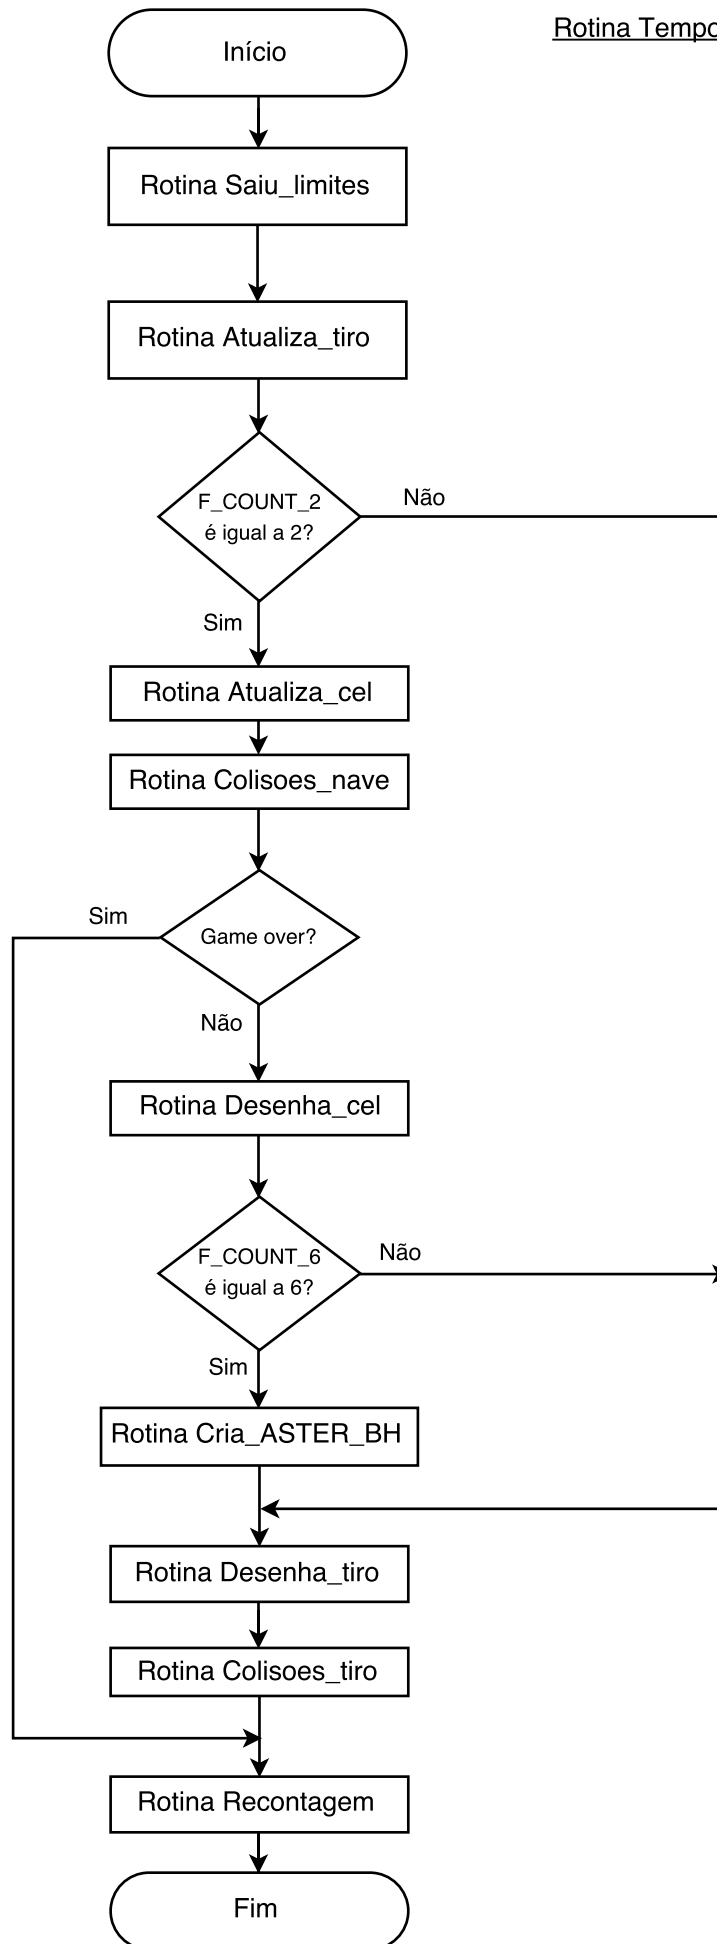 Início
Rotina Tempo
Rotina Saiu_limites
Rotina Atualiza_tiro
F_COUNT_2
é igual a 2?
Não
Sim
Rotina Atualiza_cel
Rotina Colisoes_nave
Sim
Game over?
Não
Rotina Desenha_cel
F_COUNT_6
é igual a 6?
Não
Sim
Rotina Cria_ASTER_BH
Rotina Desenha_tiro
Rotina Colisoes_tiro
Rotina Recontagem
Fim